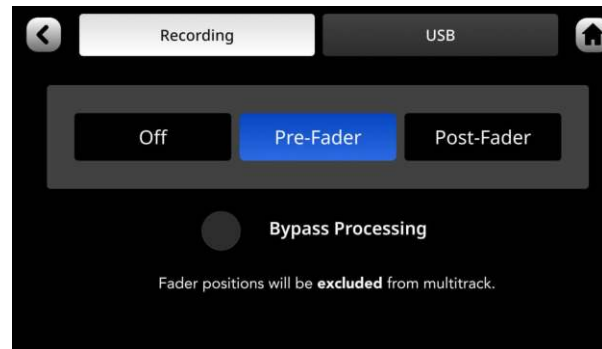 Recording
USB
Off
Pre-Fader
Post-Fader
Bypass Processing
Fader positions will be excluded from multitrack.